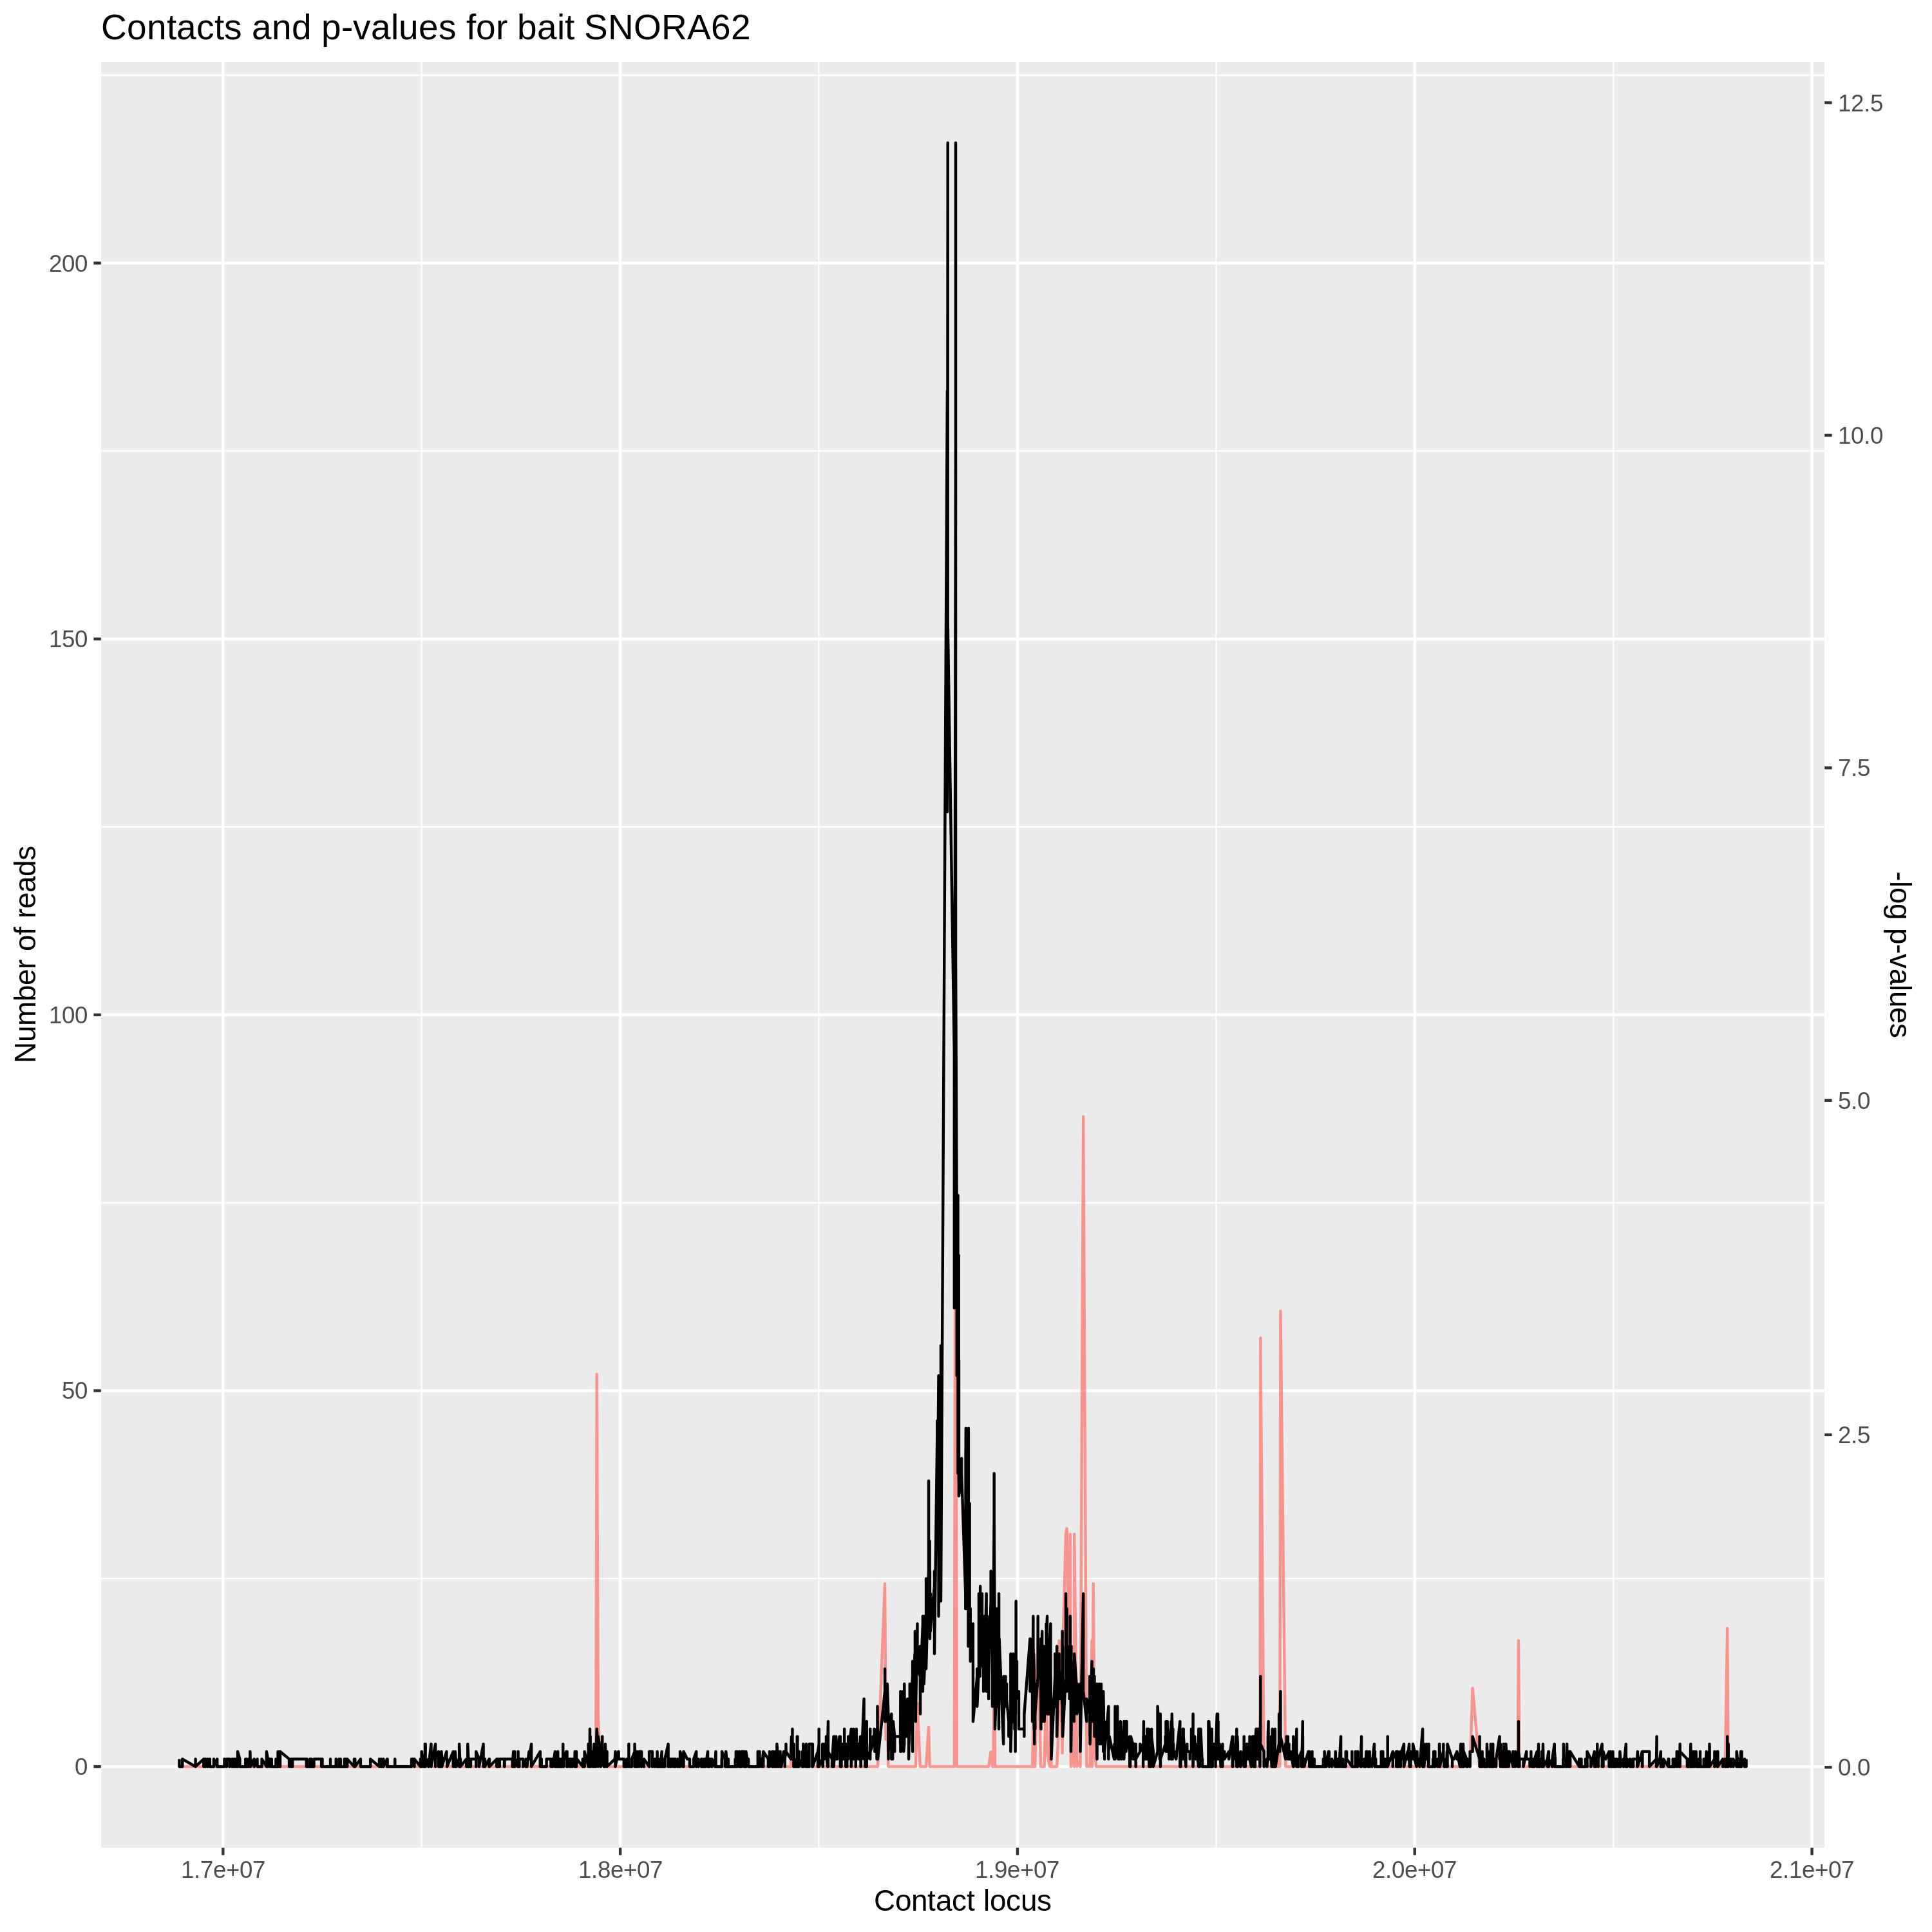 Contacts and p-values for bait SNORA62
Number of reads
200
150
100
50
0
12.5
10.0
7.5
5.0
2.5
0.0
-log p-values
1.7e+07
1.8e+07
1.9e+07
2.0e+07
2.1e+07
Contact locus